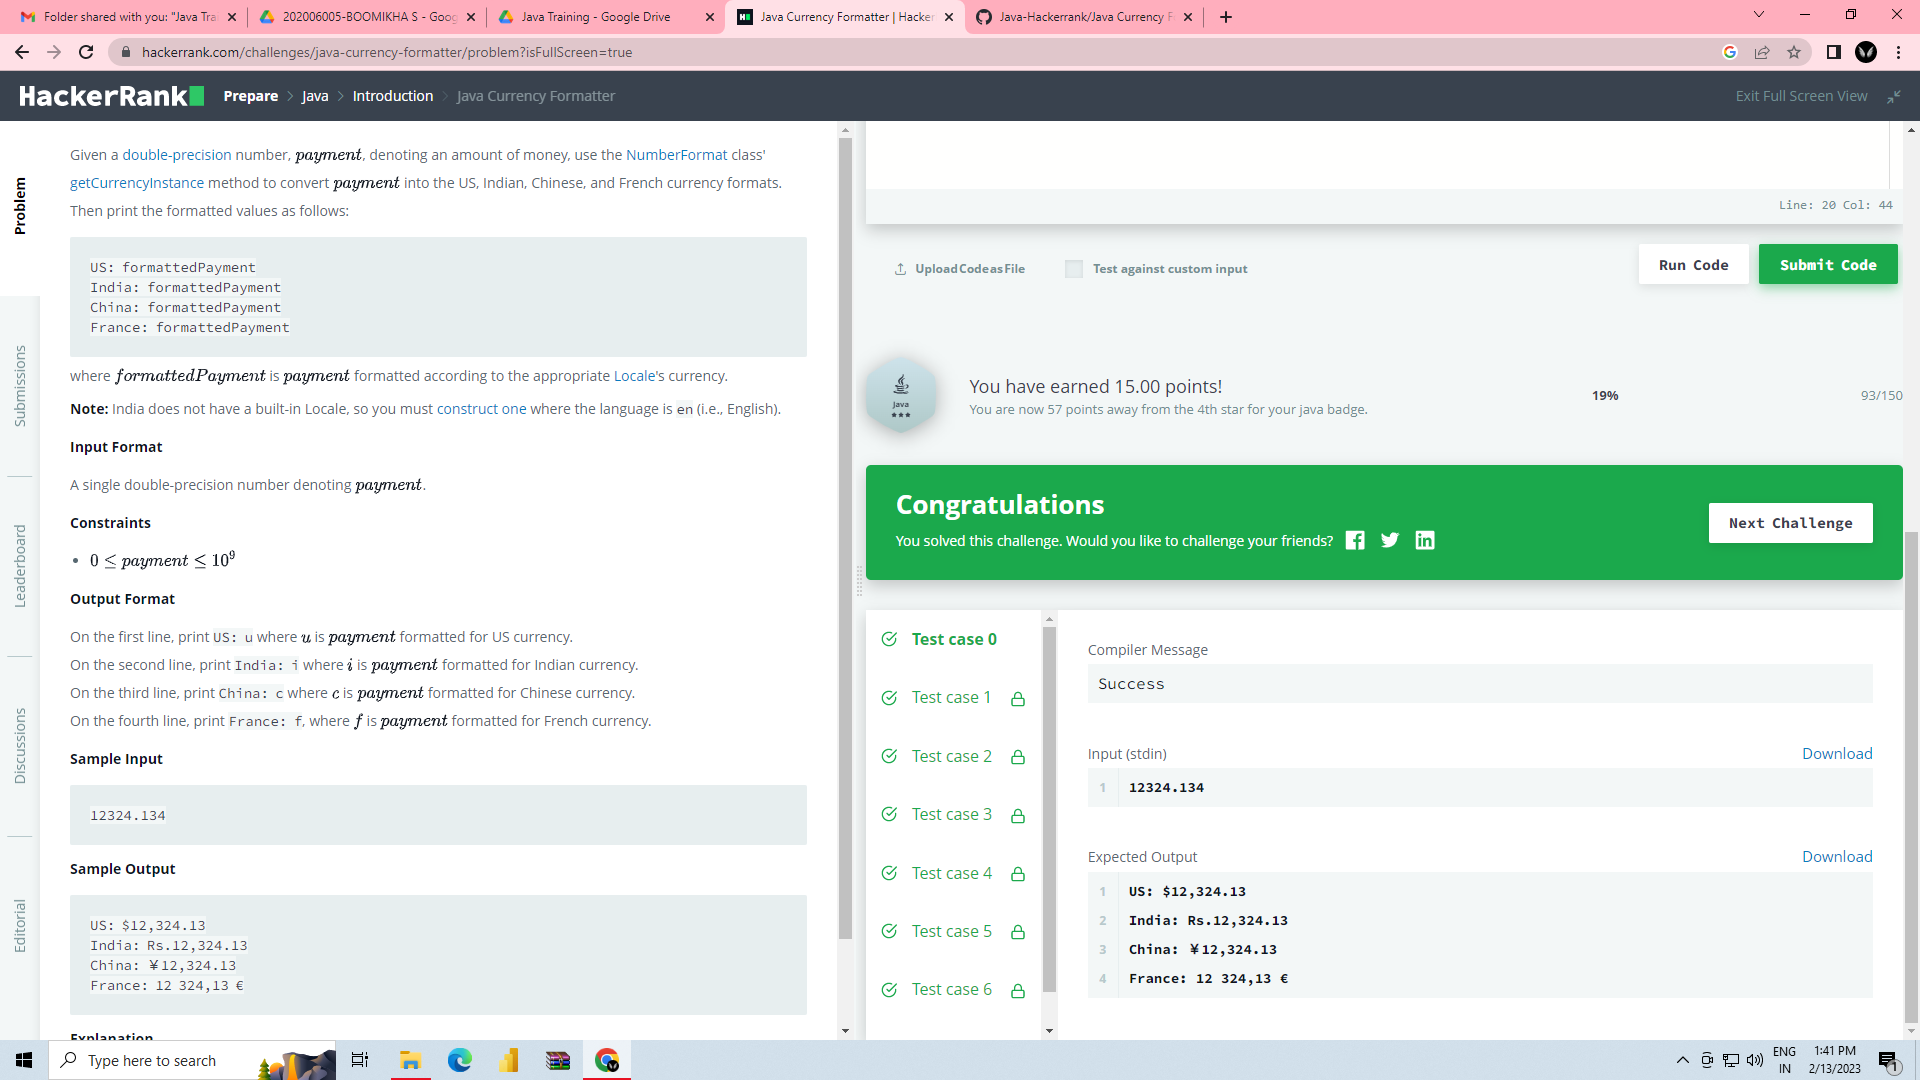 Folder shared with you: "Java Trai
202006005-BOOMIKHA S - Goog
Java Training - Google Drive
Java Currency Formatter | Hacker
Java-Hackerrank/Java Currency F
hackerrank.com/challenges/java-currency-formatter/problem?isFullScreen=true
HackerRank
Prepare > Java > Introduction > Java Currency Formatter
Exit Full Screen View
Problem
Submissions
Leaderboard
Discussions
Editorial
Given a double-precision number, payment, denoting an amount of money, use the NumberFormat class'
getCurrencyInstance method to convert payment into the US, Indian, Chinese, and French currency formats.
Then print the formatted values as follows:
US: formattedPayment
India: formattedPayment
China: formattedPayment
France: formattedPayment
where formattedPayment is payment formatted according to the appropriate Locale's currency.
Note: India does not have a built-in Locale, so you must construct one where the language is en (i.e., English).
Input Format
A single double-precision number denoting payment.
Constraints
• 0 ≤ payment ≤ 10⁹
Output Format
On the first line, print US: u where u is payment formatted for US currency.
On the second line, print India: i where i is payment formatted for Indian currency.
On the third line, print China: c where c is payment formatted for Chinese currency.
On the fourth line, print France: f, where f is payment formatted for French currency.
Sample Input
12324.134
Sample Output
US: $12,324.13
India: Rs.12,324.13
China: ￥12,324.13
France: 12 324,13 €
Explanation
Line: 20 Col: 44
Upload Code as File
Test against custom input
Run Code
Submit Code
Java
You have earned 15.00 points!
You are now 57 points away from the 4th star for your java badge.
19%
93/150
Congratulations
You solved this challenge. Would you like to challenge your friends?
Next Challenge
Test case 0
Test case 1
Test case 2
Test case 3
Test case 4
Test case 5
Test case 6
Compiler Message
Success
Input (stdin)
Download
1 12324.134
Expected Output
Download
1 US: $12,324.13
2 India: Rs.12,324.13
3 China: ￥12,324.13
4 France: 12 324,13 €
Type here to search
ENG
IN
1:41 PM
2/13/2023
1